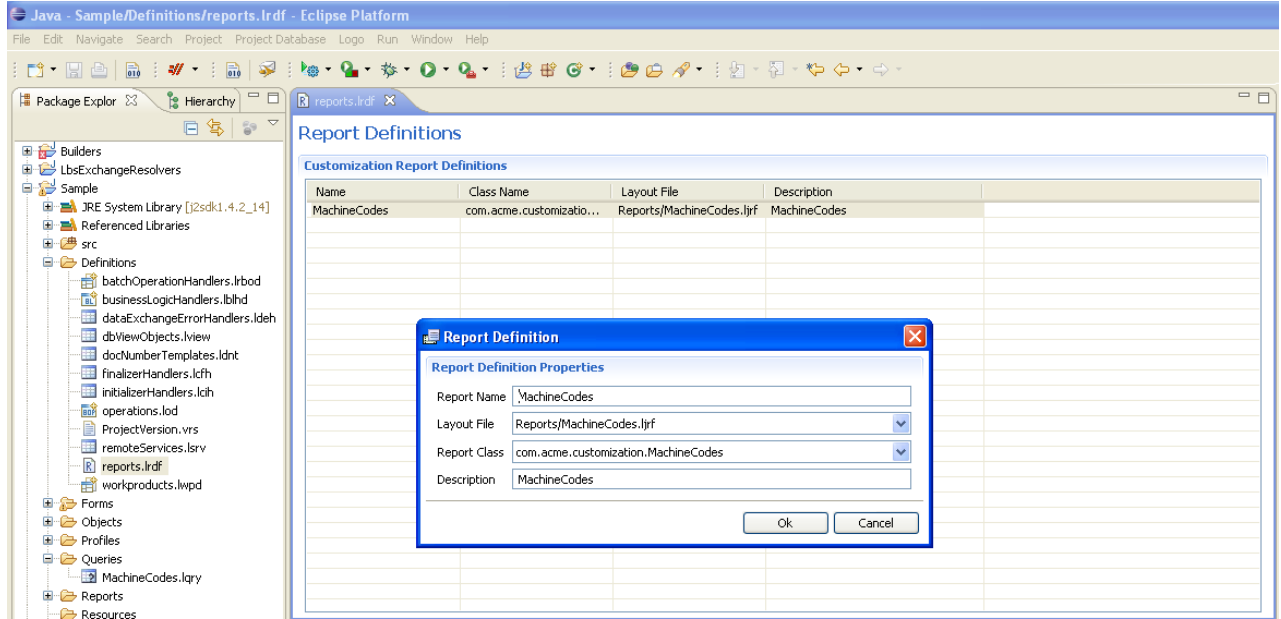 Java - Sample/Definitions/reports.lrdf - Eclipse Platform
File Edit Navigate Search Project Project Database Logo Run Window Help
Package Explor Hierarchy
reports.lrdf
Report Definitions
Customization Report Definitions
Name Class Name Layout File Description
MachineCodes com.acme.customizatio... Reports/MachineCodes.ljrf MachineCodes
Builders
LbsExchangeResolvers
Sample
JRE System Library [j2sdk1.4.2_14]
Referenced Libraries
src
Definitions
batchOperationHandlers.lrbod
businessLogicHandlers.lblhd
dataExchangeErrorHandlers.ldeh
dbViewObjects.lview
docNumberTemplates.ldnt
finalizerHandlers.lcfh
initializerHandlers.lcih
operations.lod
ProjectVersion.vrs
remoteServices.lsrv
reports.lrdf
workproducts.lwpd
Forms
Objects
Profiles
Queries
MachineCodes.lqry
Reports
Resources
Report Definition
Report Definition Properties
Report Name MachineCodes
Layout File Reports/MachineCodes.ljrf
Report Class com.acme.customization.MachineCodes
Description MachineCodes
Ok Cancel